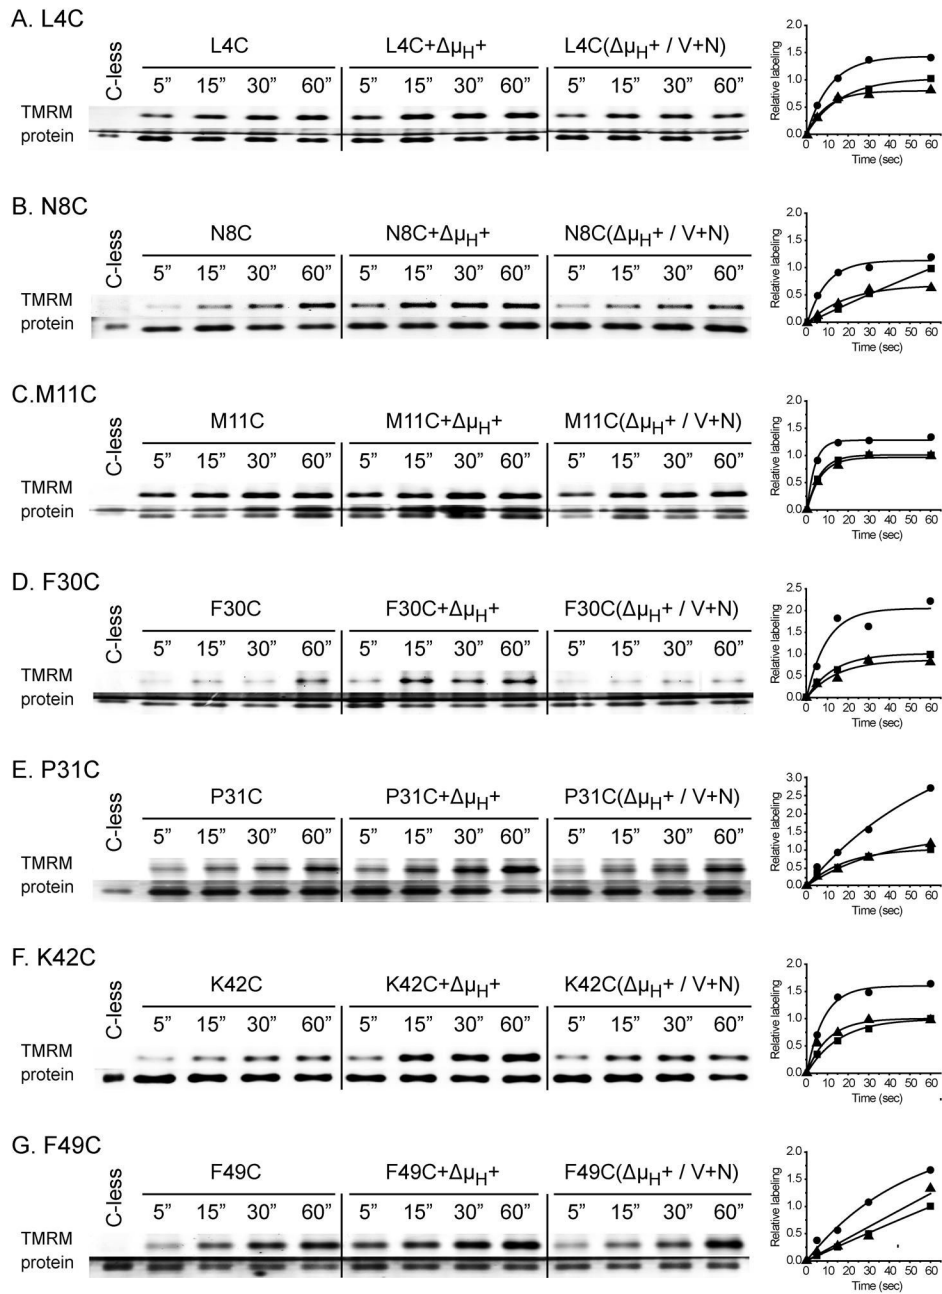 A. L4C
C-less
L4C L4C+ΔμH+ L4C(ΔμH+ / V+N)
5” 15” 30” 60” 5” 15” 30” 60” 5” 15” 30” 60”
TMRM
protein
Relative labeling
2.0
1.5
1.0
0.5
0.0
0 10 20 30 40 50 60
Time (sec)
B. N8C
C-less
N8C N8C+ΔμH+ N8C(ΔμH+ / V+N)
5” 15” 30” 60” 5” 15” 30” 60” 5” 15” 30” 60”
TMRM
protein
Relative labeling
2.0
1.5
1.0
0.5
0.0
0 10 20 30 40 50 60
Time (sec)
C.M11C
C-less
M11C M11C+ΔμH+ M11C(ΔμH+ / V+N)
5” 15” 30” 60” 5” 15” 30” 60” 5” 15” 30” 60”
TMRM
protein
Relative labeling
2.0
1.5
1.0
0.5
0.0
0 10 20 30 40 50 60
Time (sec)
D. F30C
C-less
F30C F30C+ΔμH+ F30C(ΔμH+ / V+N)
5” 15” 30” 60” 5” 15” 30” 60” 5” 15” 30” 60”
TMRM
protein
Relative labeling
2.5
2.0
1.5
1.0
0.5
0.0
0 10 20 30 40 50 60
Time (sec)
E. P31C
C-less
P31C P31C+ΔμH+ P31C(ΔμH+ / V+N)
5” 15” 30” 60” 5” 15” 30” 60” 5” 15” 30” 60”
TMRM
protein
Relative labeling
3.0
2.5
2.0
1.5
1.0
0.5
0.0
0 10 20 30 40 50 60
Time (sec)
F. K42C
C-less
K42C K42C+ΔμH+ K42C(ΔμH+ / V+N)
5” 15” 30” 60” 5” 15” 30” 60” 5” 15” 30” 60”
TMRM
protein
Relative labeling
2.0
1.5
1.0
0.5
0.0
0 10 20 30 40 50 60
Time (sec)
G. F49C
C-less
F49C F49C+ΔμH+ F49C(ΔμH+ / V+N)
5” 15” 30” 60” 5” 15” 30” 60” 5” 15” 30” 60”
TMRM
protein
Relative labeling
2.0
1.5
1.0
0.5
0.0
0 10 20 30 40 50 60
Time (sec)